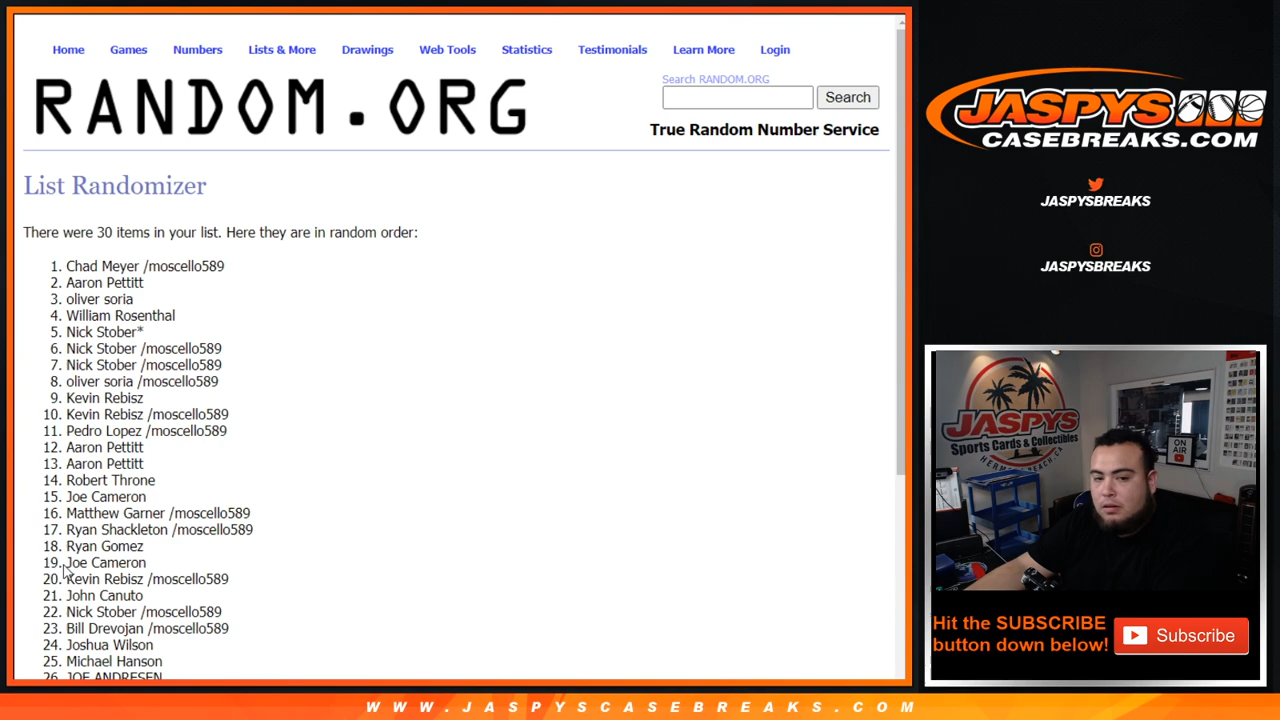 Home Games Numbers Lists & More Drawings Web Tools Statistics Testimonials Learn More Login
RANDOM.ORG
Search RANDOM.ORG
Search
True Random Number Service
List Randomizer
There were 30 items in your list. Here they are in random order:
1. Chad Meyer /moscello589
2. Aaron Pettitt
3. oliver soria
4. William Rosenthal
5. Nick Stober*
6. Nick Stober /moscello589
7. Nick Stober /moscello589
8. oliver soria /moscello589
9. Kevin Rebisz
10. Kevin Rebisz /moscello589
11. Pedro Lopez /moscello589
12. Aaron Pettitt
13. Aaron Pettitt
14. Robert Throne
15. Joe Cameron
16. Matthew Garner /moscello589
17. Ryan Shackleton /moscello589
18. Ryan Gomez
19. Joe Cameron
20. Kevin Rebisz /moscello589
21. John Canuto
22. Nick Stober /moscello589
23. Bill Drevojan /moscello589
24. Joshua Wilson
25. Michael Hanson
26. JOE ANDRESEN
JASPYS
CASEBREAKS.COM
JASPYSBREAKS
JASPYSBREAKS
JASPYS
Sports Cards & Collectibles
ON
AIR
Hit the SUBSCRIBE
button down below!
Subscribe
WWW.JASPYSCASEBREAKS.COM